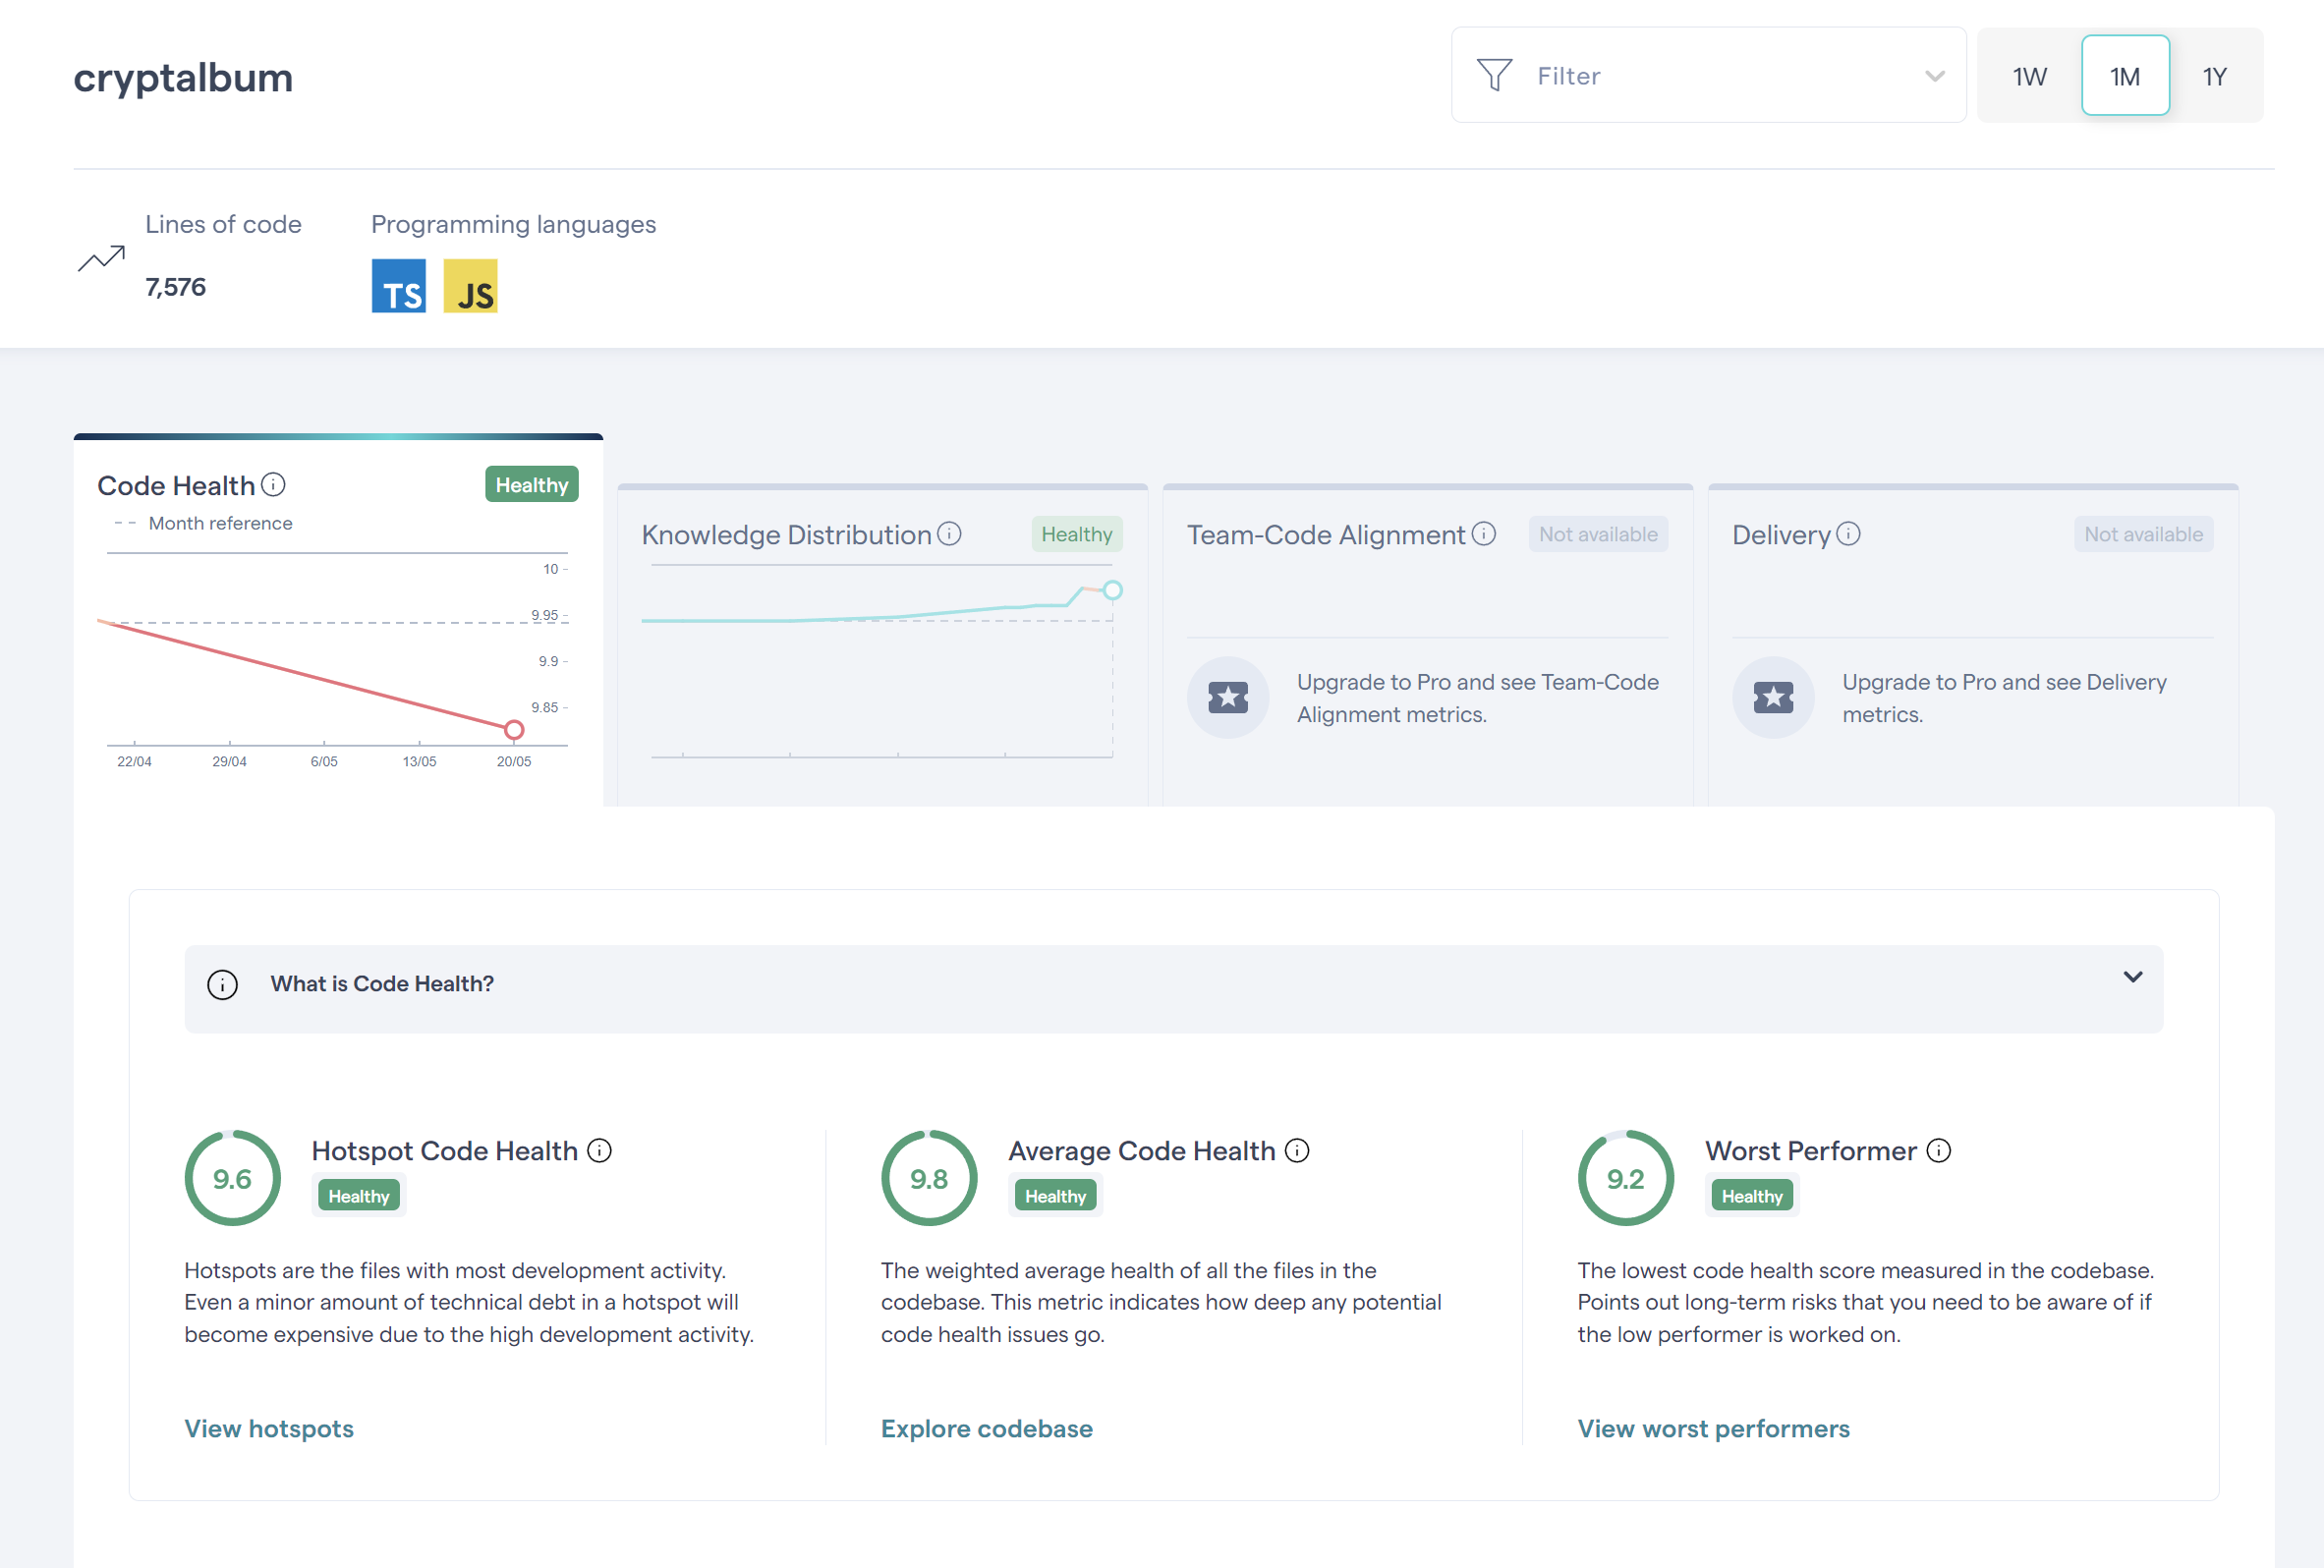 cryptalbum
Filter
1W
1M
1Y
Lines of code
7,576
Programming languages
TS
JS
Code Health
Healthy
Month reference
10
9.95
9.9
9.85
22/04
29/04
6/05
13/05
20/05
Knowledge Distribution
Healthy
Team-Code Alignment
Not available
Upgrade to Pro and see Team-Code
Alignment metrics.
Delivery
Not available
Upgrade to Pro and see Delivery
metrics.
What is Code Health?
9.6
Hotspot Code Health
Healthy
Hotspots are the files with most development activity.
Even a minor amount of technical debt in a hotspot will
become expensive due to the high development activity.
View hotspots
9.8
Average Code Health
Healthy
The weighted average health of all the files in the
codebase. This metric indicates how deep any potential
code health issues go.
Explore codebase
9.2
Worst Performer
Healthy
The lowest code health score measured in the codebase.
Points out long-term risks that you need to be aware of if
the low performer is worked on.
View worst performers